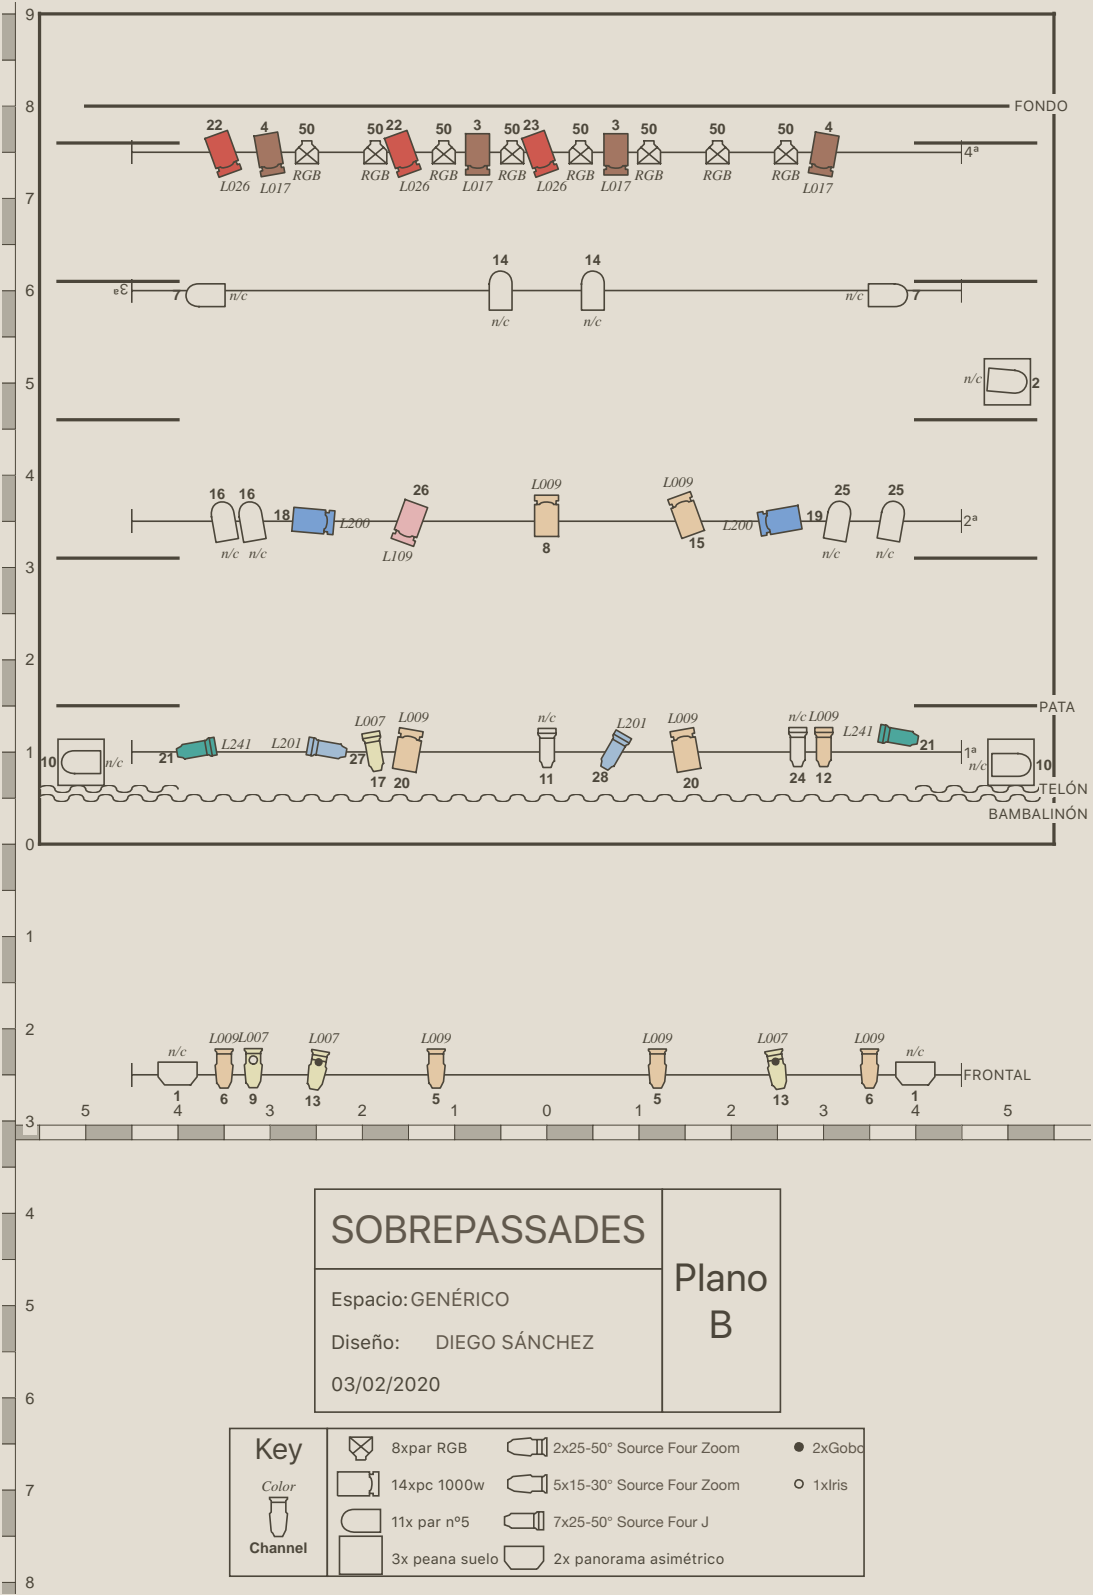 9
8
FONDO
22 4 50 50 22 50 3 50 23 50 3 50 50 50 4
4ª
L026 L017 RGB RGB L026 RGB L017 RGB L026 RGB L017 RGB RGB RGB L017
7
14 14
6
3ª 7 n/c n/c 7
n/c n/c
5
n/c 2
4
16 16 18 L200 26 L009 L009 L200 19 25 25
2ª
n/c n/c L109 8 15 n/c n/c
3
2
PATA
L007 L009 n/c L201 L009 n/c L009 L241
1
10 n/c 21 L241 L201 27 17 20 11 28 20 24 12 21 1ª n/c 10
TELÓN
BAMBALINÓN
0
1
2
n/c L009 L007 L007 L009 L009 L007 L009 n/c
FRONTAL
1 6 9 13 5 5 13 6 1
3
5 4 3 2 1 0 1 2 3 4 5
4
SOBREPASSADES
Plano
B
Espacio: GENÉRICO
5
Diseño: DIEGO SÁNCHEZ
03/02/2020
6
Key
Color
Channel
8xpar RGB
14xpc 1000w
11x par nº5
3x peana suelo
2x25-50° Source Four Zoom
5x15-30° Source Four Zoom
7x25-50° Source Four J
2x panorama asimétrico
2xGobo
1xIris
7
8